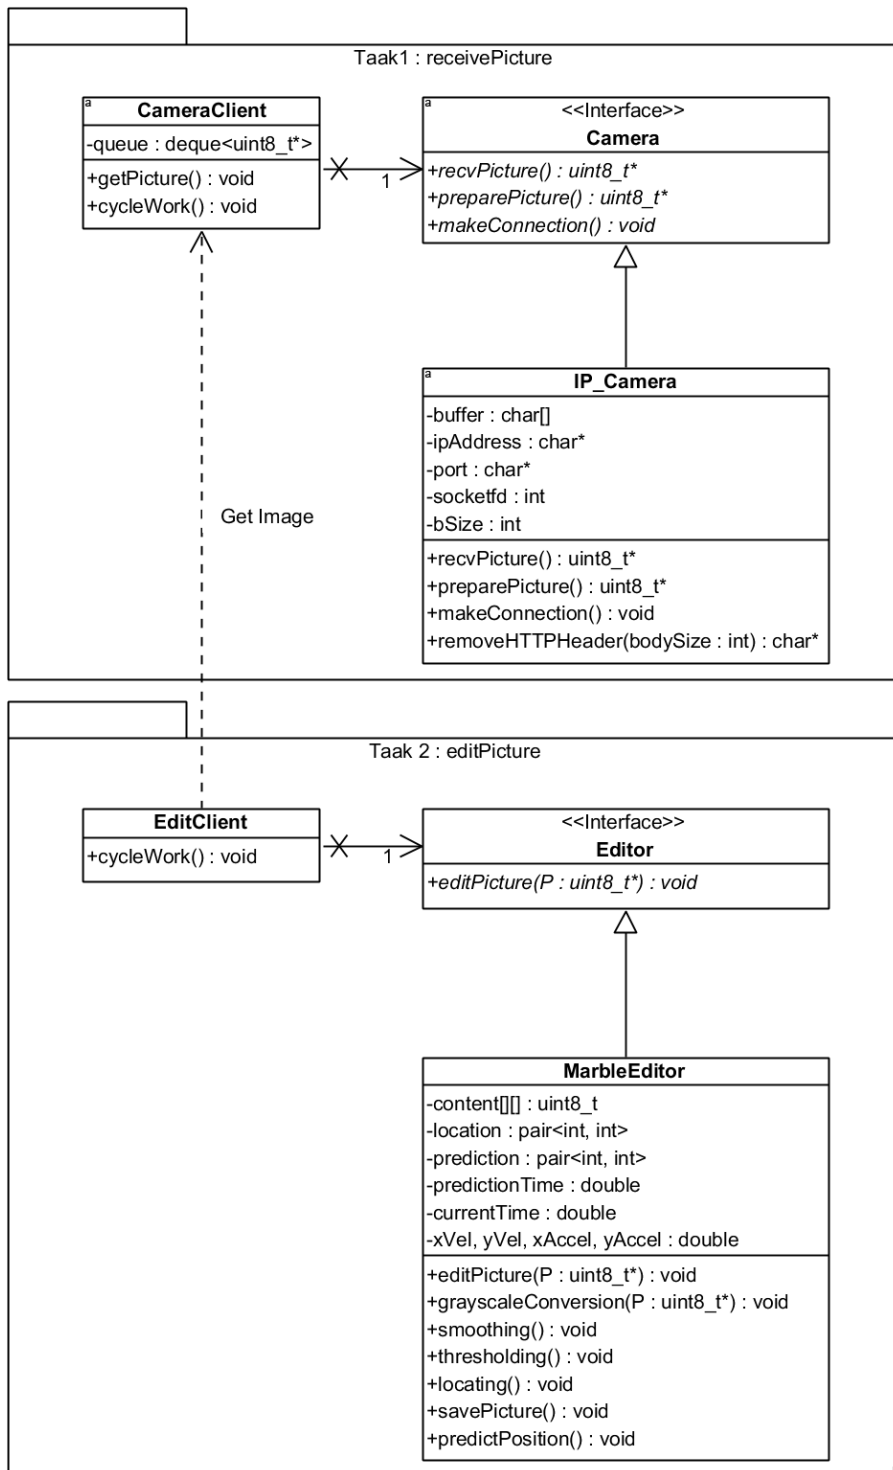 Taak1 : receivePicture
a
CameraClient
-queue : deque<uint8_t*>
+getPicture() : void
+cycleWork() : void
1
a
<<Interface>>
Camera
+recvPicture() : uint8_t*
+preparePicture() : uint8_t*
+makeConnection() : void
a
IP_Camera
-buffer : char[]
-ipAddress : char*
-port : char*
-socketfd : int
-bSize : int
+recvPicture() : uint8_t*
+preparePicture() : uint8_t*
+makeConnection() : void
+removeHTTPHeader(bodySize : int) : char*
Get Image
Taak 2 : editPicture
EditClient
+cycleWork() : void
1
<<Interface>>
Editor
+editPicture(P : uint8_t*) : void
MarbleEditor
-content[][] : uint8_t
-location : pair<int, int>
-prediction : pair<int, int>
-predictionTime : double
-currentTime : double
-xVel, yVel, xAccel, yAccel : double
+editPicture(P : uint8_t*) : void
+grayscaleConversion(P : uint8_t*) : void
+smoothing() : void
+thresholding() : void
+locating() : void
+savePicture() : void
+predictPosition() : void